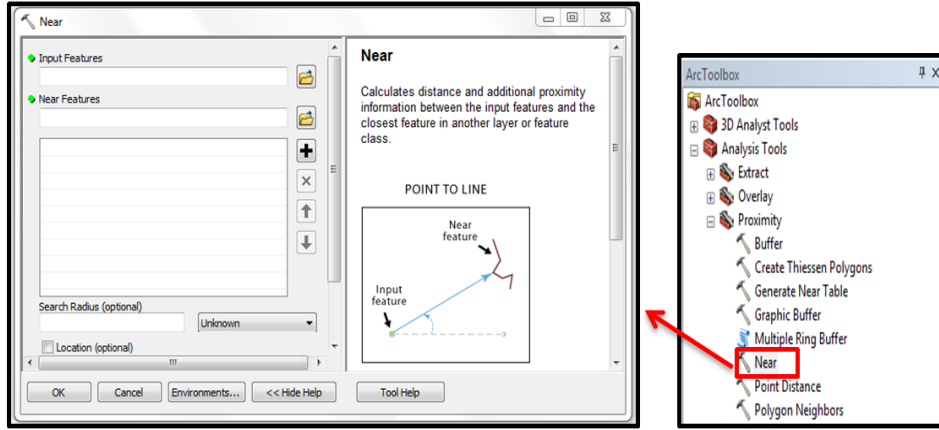 Near
Input Features
Near Features
Search Radius (optional)
Unknown
Location (optional)
OK
Cancel
Environments...
<< Hide Help
Tool Help
Near
Calculates distance and additional proximity
information between the input features and the
closest feature in another layer or feature
class.
POINT TO LINE
Near
feature
Input
feature
ArcToolbox
ArcToolbox
3D Analyst Tools
Analysis Tools
Extract
Overlay
Proximity
Buffer
Create Thiessen Polygons
Generate Near Table
Graphic Buffer
Multiple Ring Buffer
Near
Point Distance
Polygon Neighbors